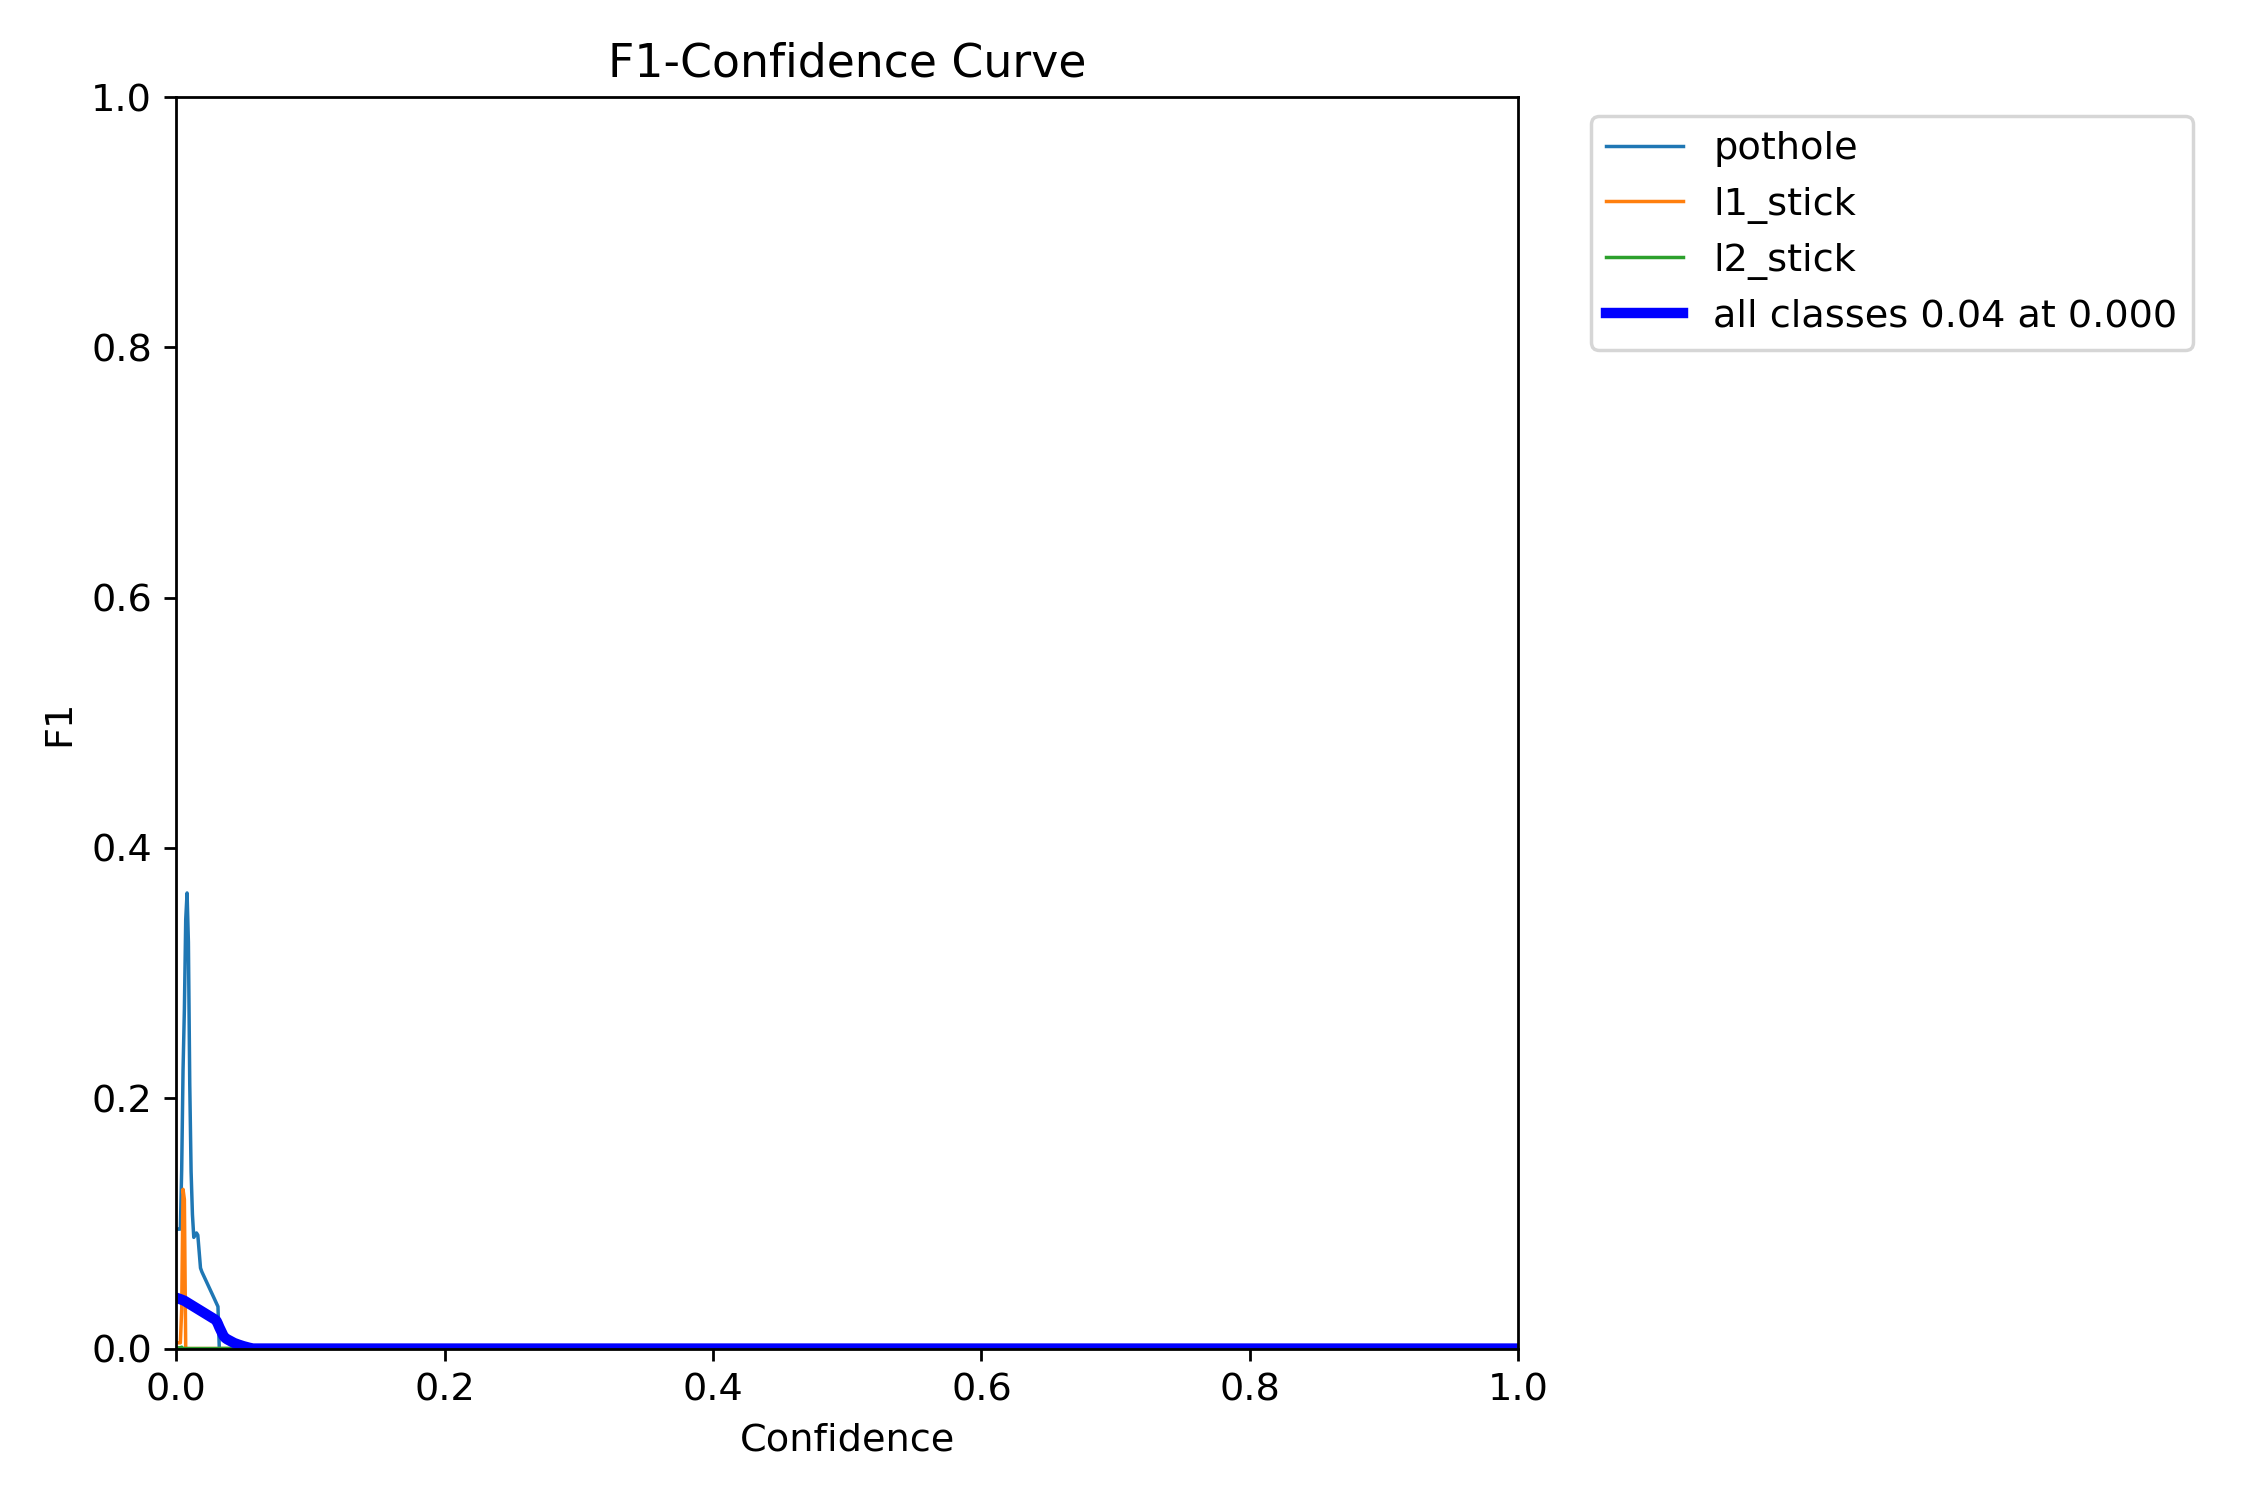 F1-Confidence Curve
1.0
0.8
0.6
0.4
0.2
0.0
F1
0.0 0.2 0.4 0.6 0.8 1.0
Confidence
pothole
l1_stick
l2_stick
all classes 0.04 at 0.000